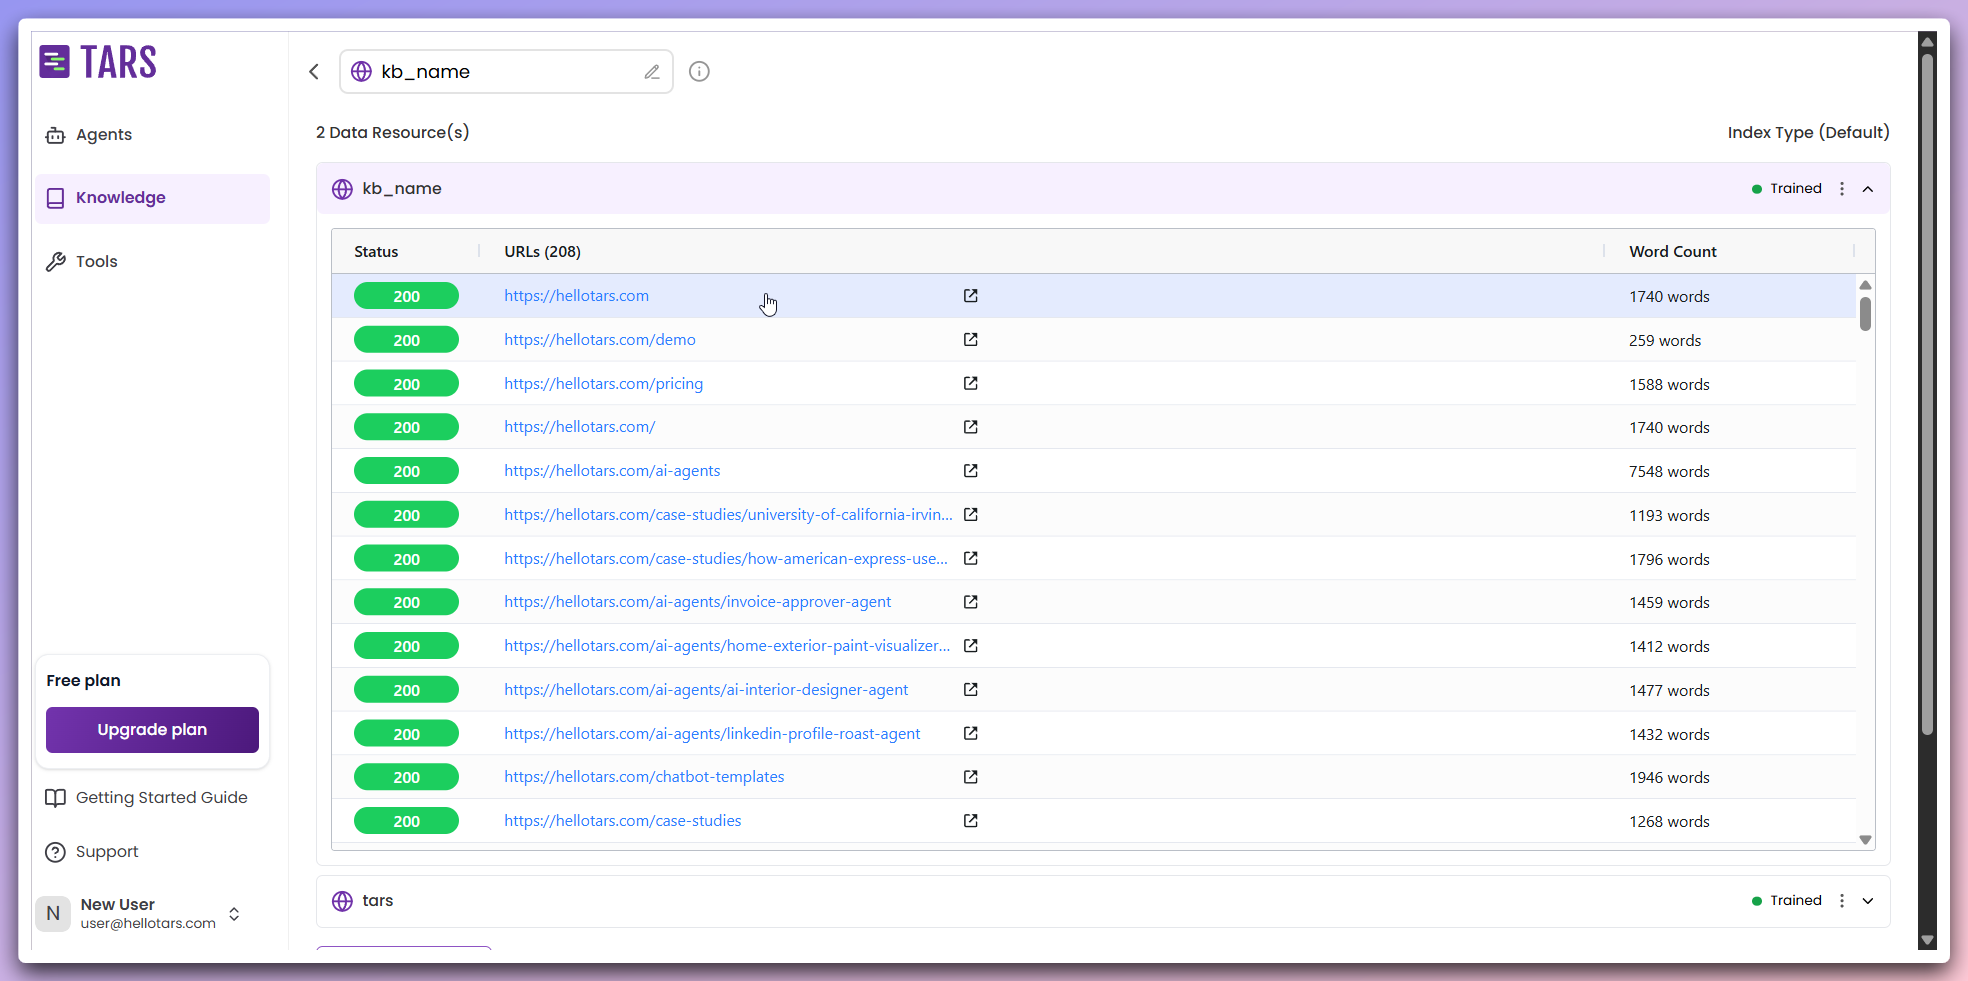 TARS
Agents
Knowledge
Tools
Free plan
Upgrade plan
Getting Started Guide
Support
N
New User
user@hellotars.com
kb_name
2 Data Resource(s)
Index Type (Default)
kb_name
Trained
Status URLs (208) Word Count
200 https://hellotars.com 1740 words
200 https://hellotars.com/demo 259 words
200 https://hellotars.com/pricing 1588 words
200 https://hellotars.com/ 1740 words
200 https://hellotars.com/ai-agents 7548 words
200 https://hellotars.com/case-studies/university-of-california-irvin... 1193 words
200 https://hellotars.com/case-studies/how-american-express-use... 1796 words
200 https://hellotars.com/ai-agents/invoice-approver-agent 1459 words
200 https://hellotars.com/ai-agents/home-exterior-paint-visualizer... 1412 words
200 https://hellotars.com/ai-agents/ai-interior-designer-agent 1477 words
200 https://hellotars.com/ai-agents/linkedin-profile-roast-agent 1432 words
200 https://hellotars.com/chatbot-templates 1946 words
200 https://hellotars.com/case-studies 1268 words
tars
Trained